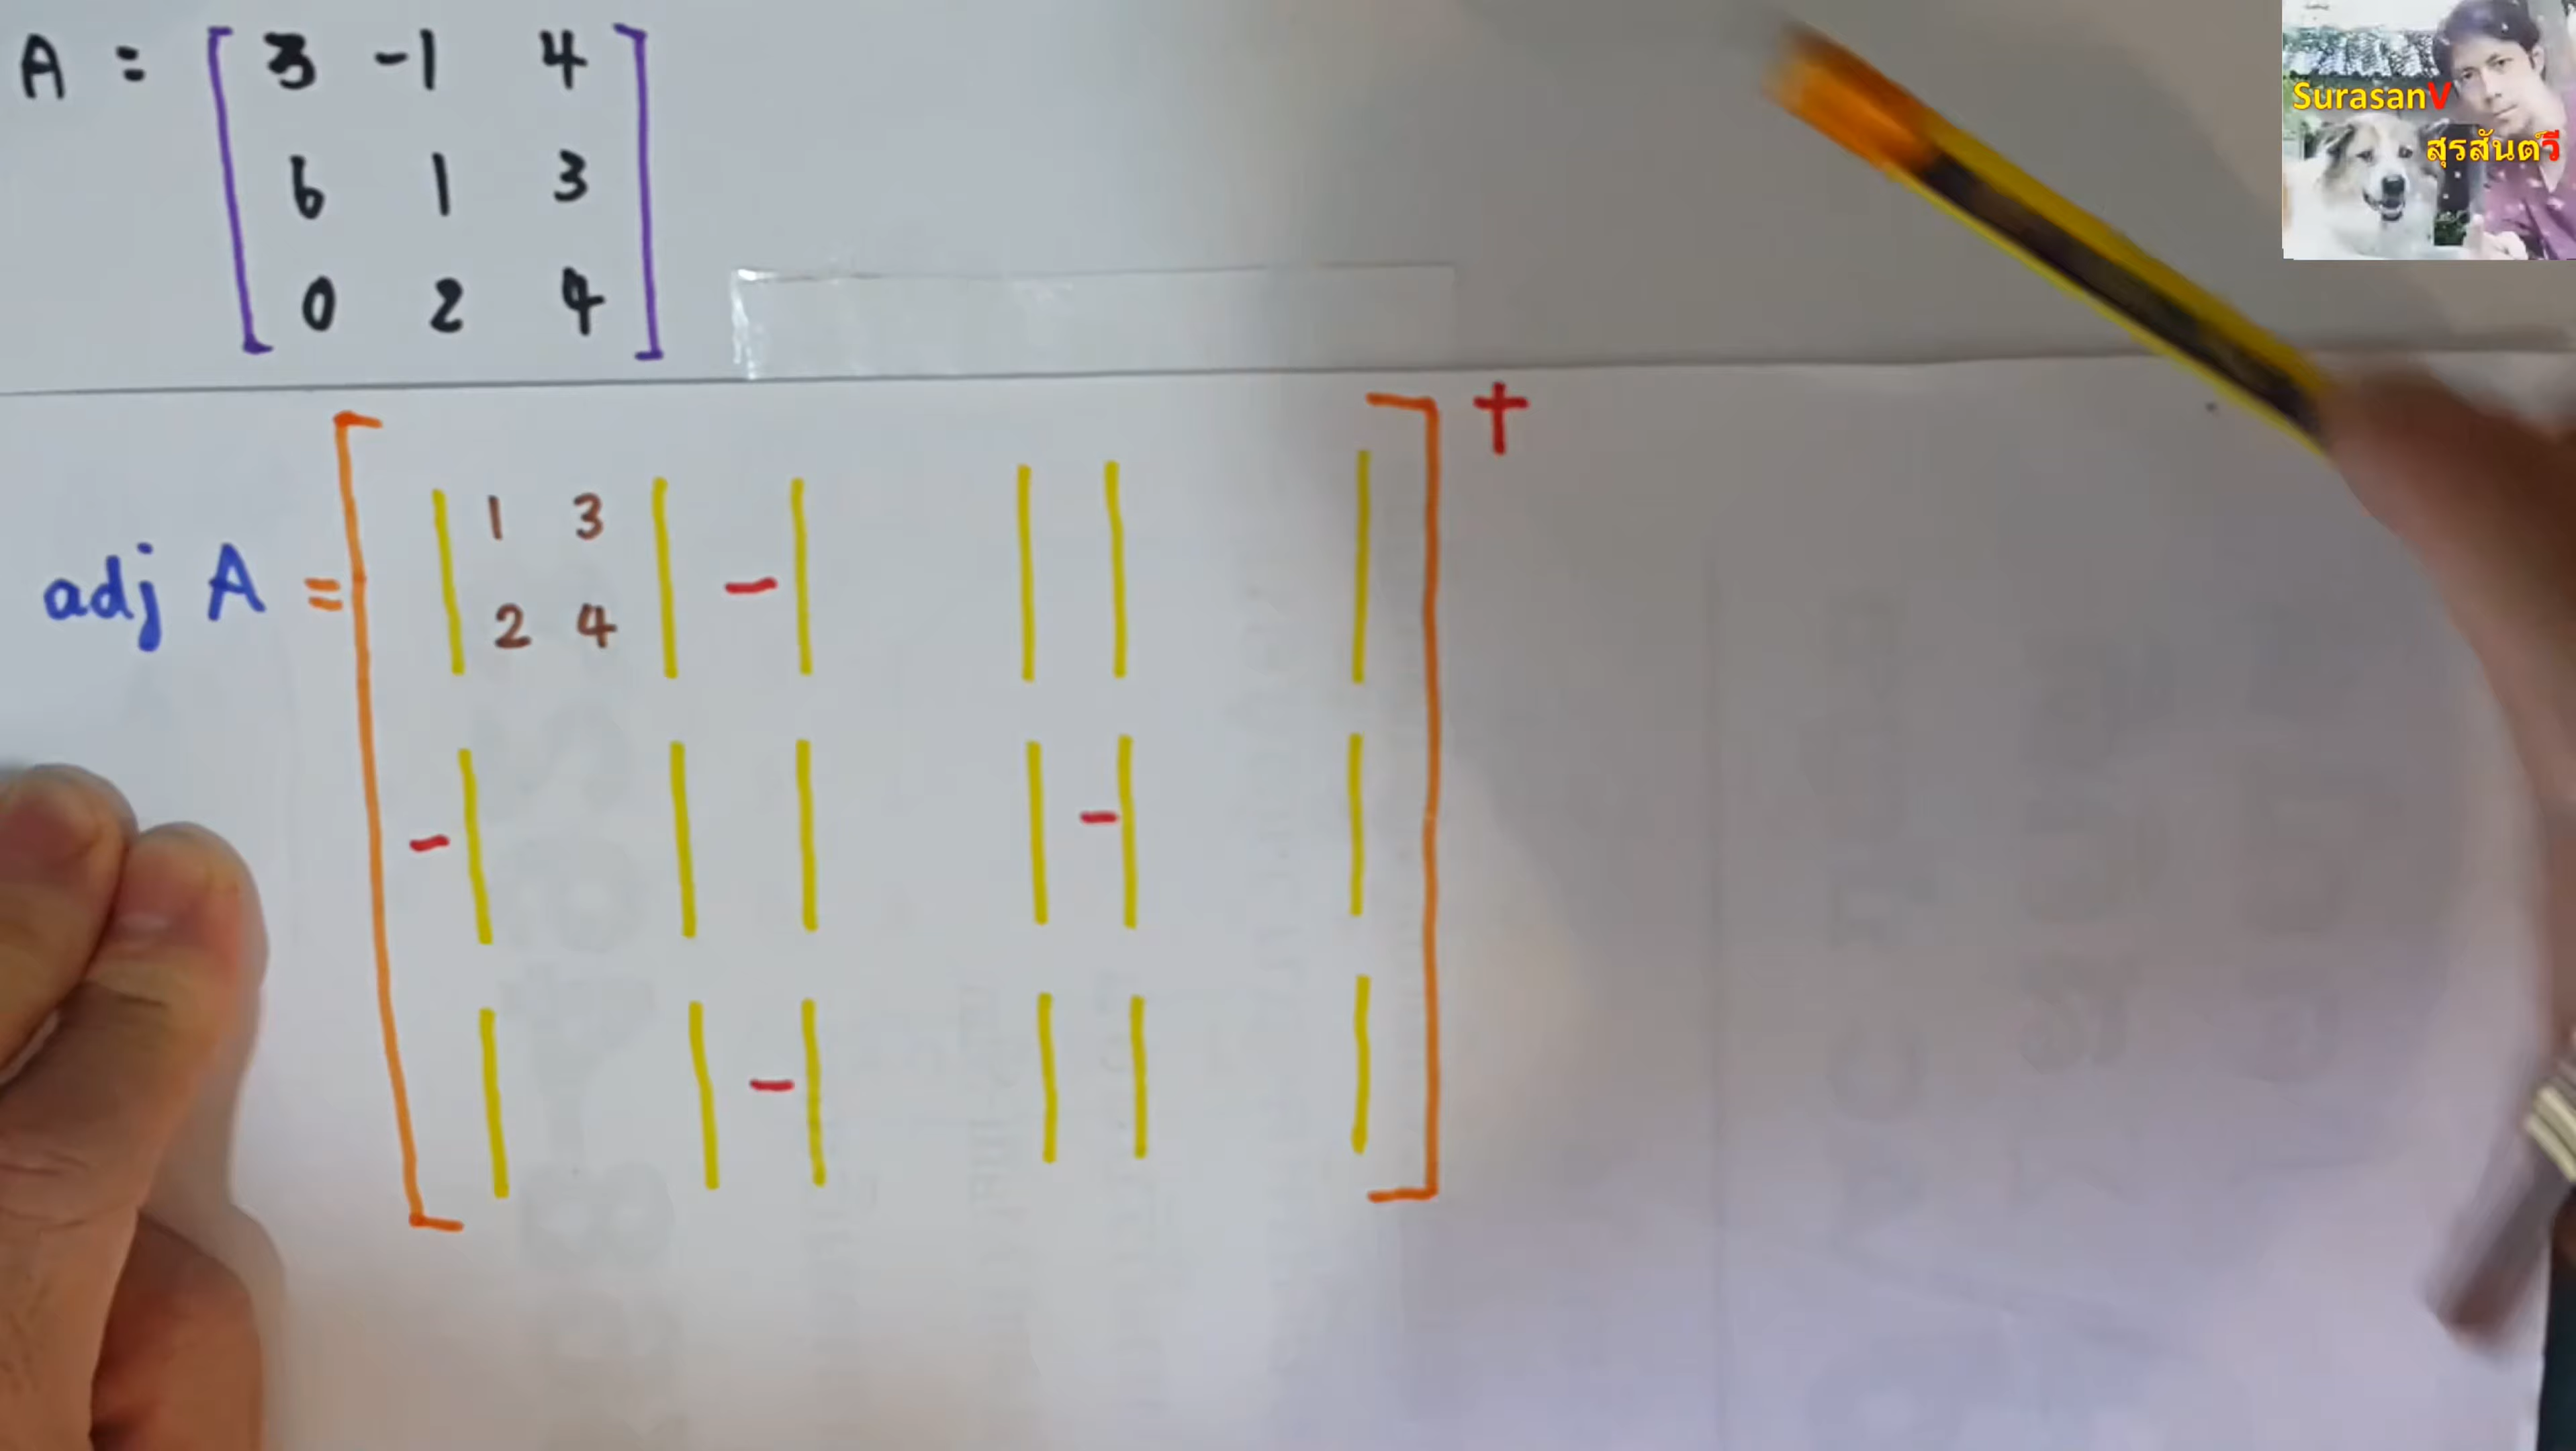 A = [ 3 -1 4
6 1 3
0 2 4 ]
SurasanV
สุรสันต์วี
adj A = [ | 1 3 | - | | | | ] t
2 4
- | | | | - | |
| | - | | | |